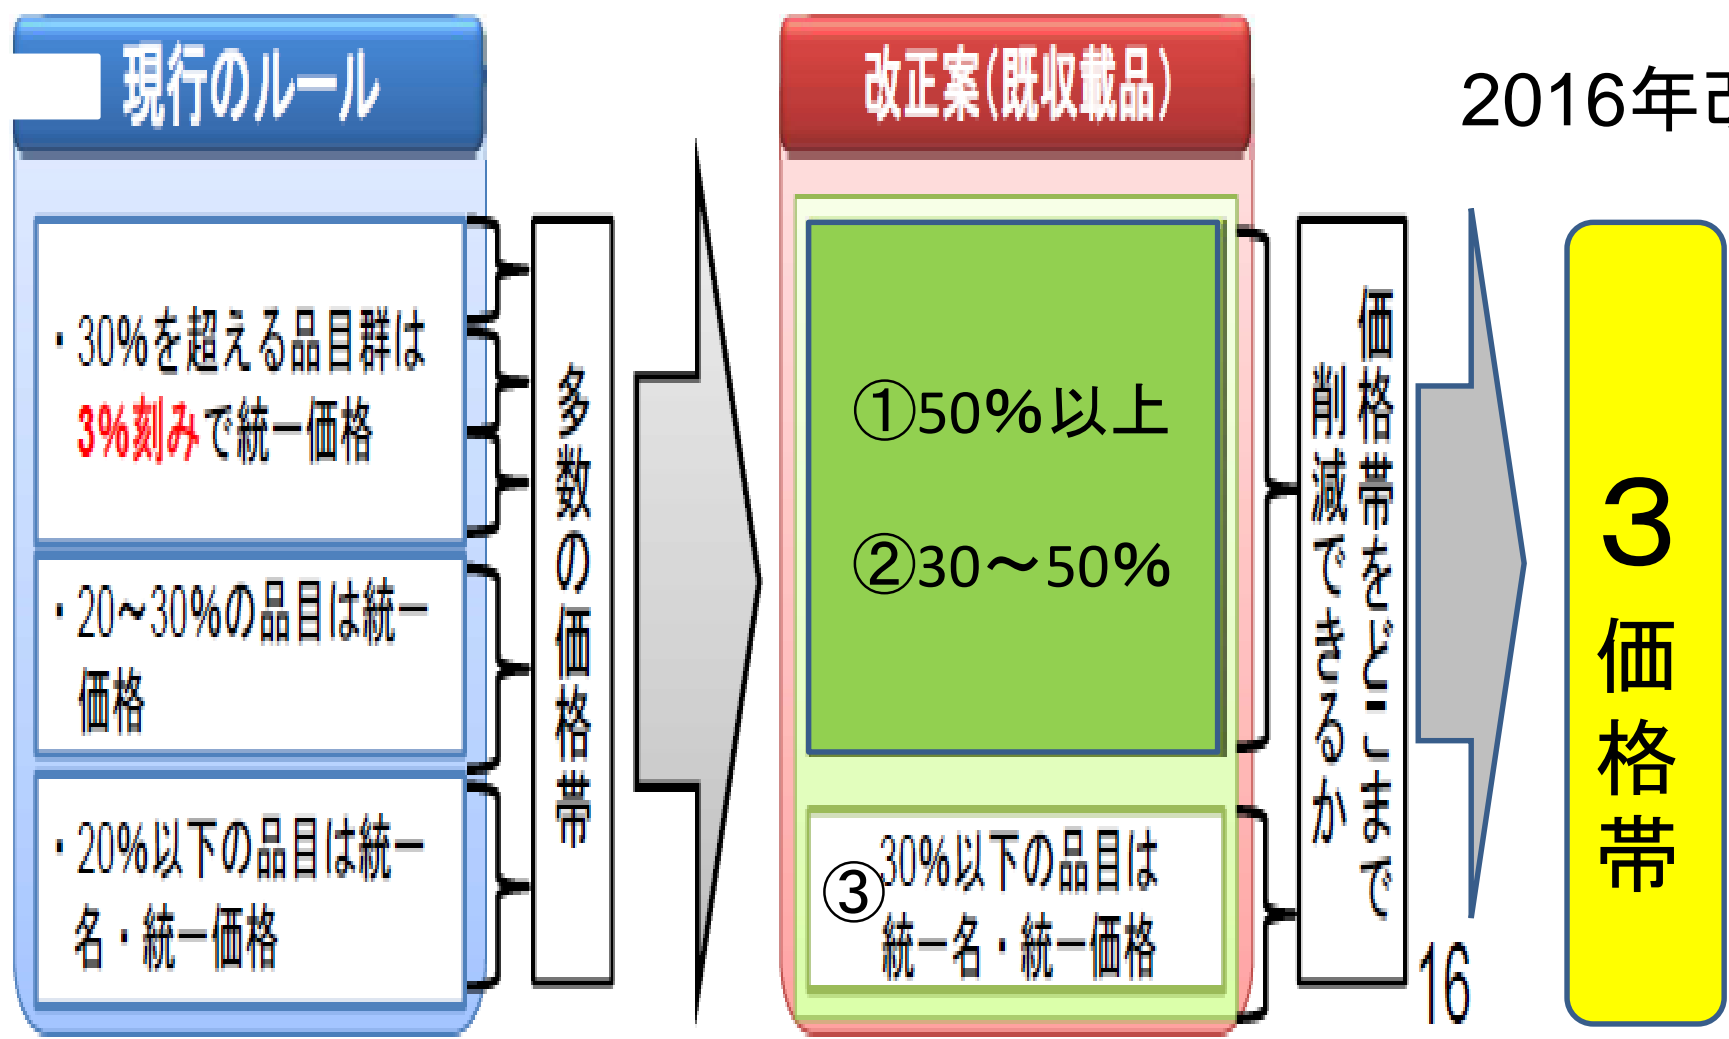 現行のルール
・30%を超える品目群は
3%刻みで統一価格
・20～30%の品目は統一
価格
・20%以下の品目は統一
名・統一価格
多数の価格帯
改正案(既収載品)
①50%以上
②30～50%
③30%以下の品目は
統一名・統一価格
価格帯をどこまで
削減できるか
2016年改
3価格帯
16